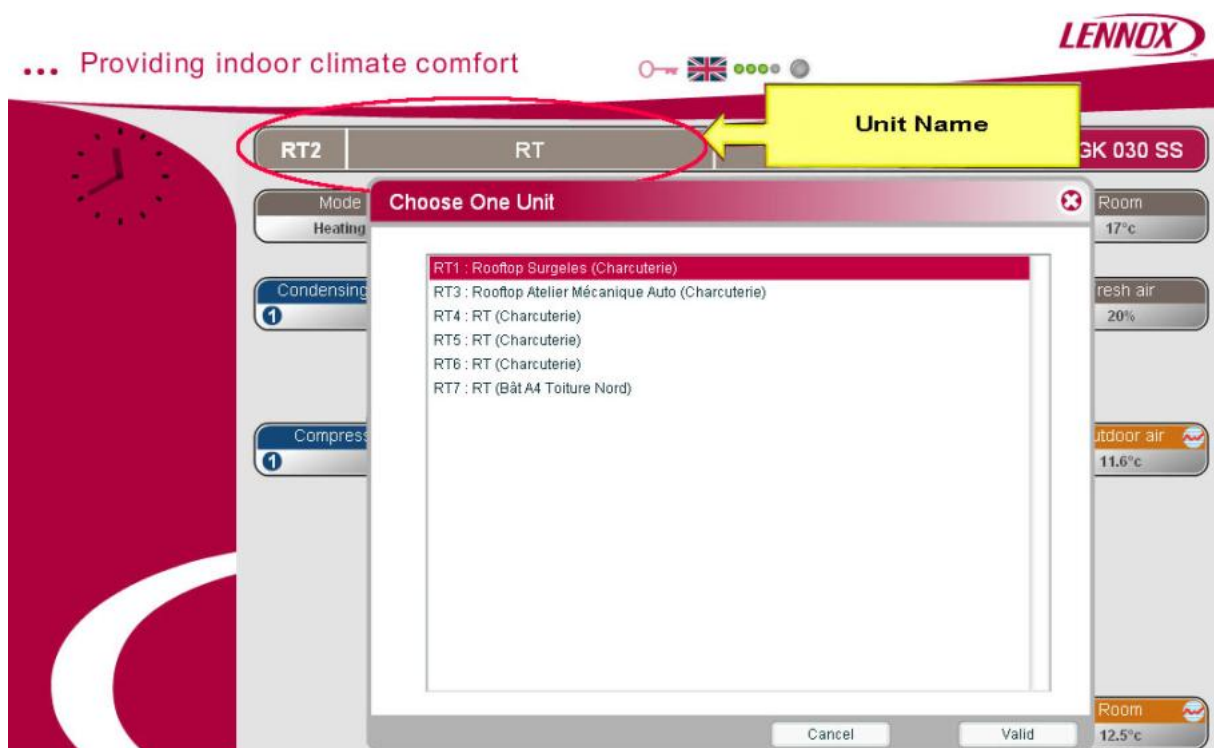 LENNOX
... Providing indoor climate comfort
Unit Name
RT2 RT GK 030 SS
Choose One Unit
Mode
Heating
Room
17°c
RT1 : Rooftop Surgeles (Charcuterie)
RT3 : Rooftop Atelier Mécanique Auto (Charcuterie)
RT4 : RT (Charcuterie)
RT5 : RT (Charcuterie)
RT6 : RT (Charcuterie)
RT7 : RT (Bât A4 Toiture Nord)
Condensing
1
resh air
20%
Compress
1
utdoor air
11.6°c
Room
12.5°c
Cancel Valid